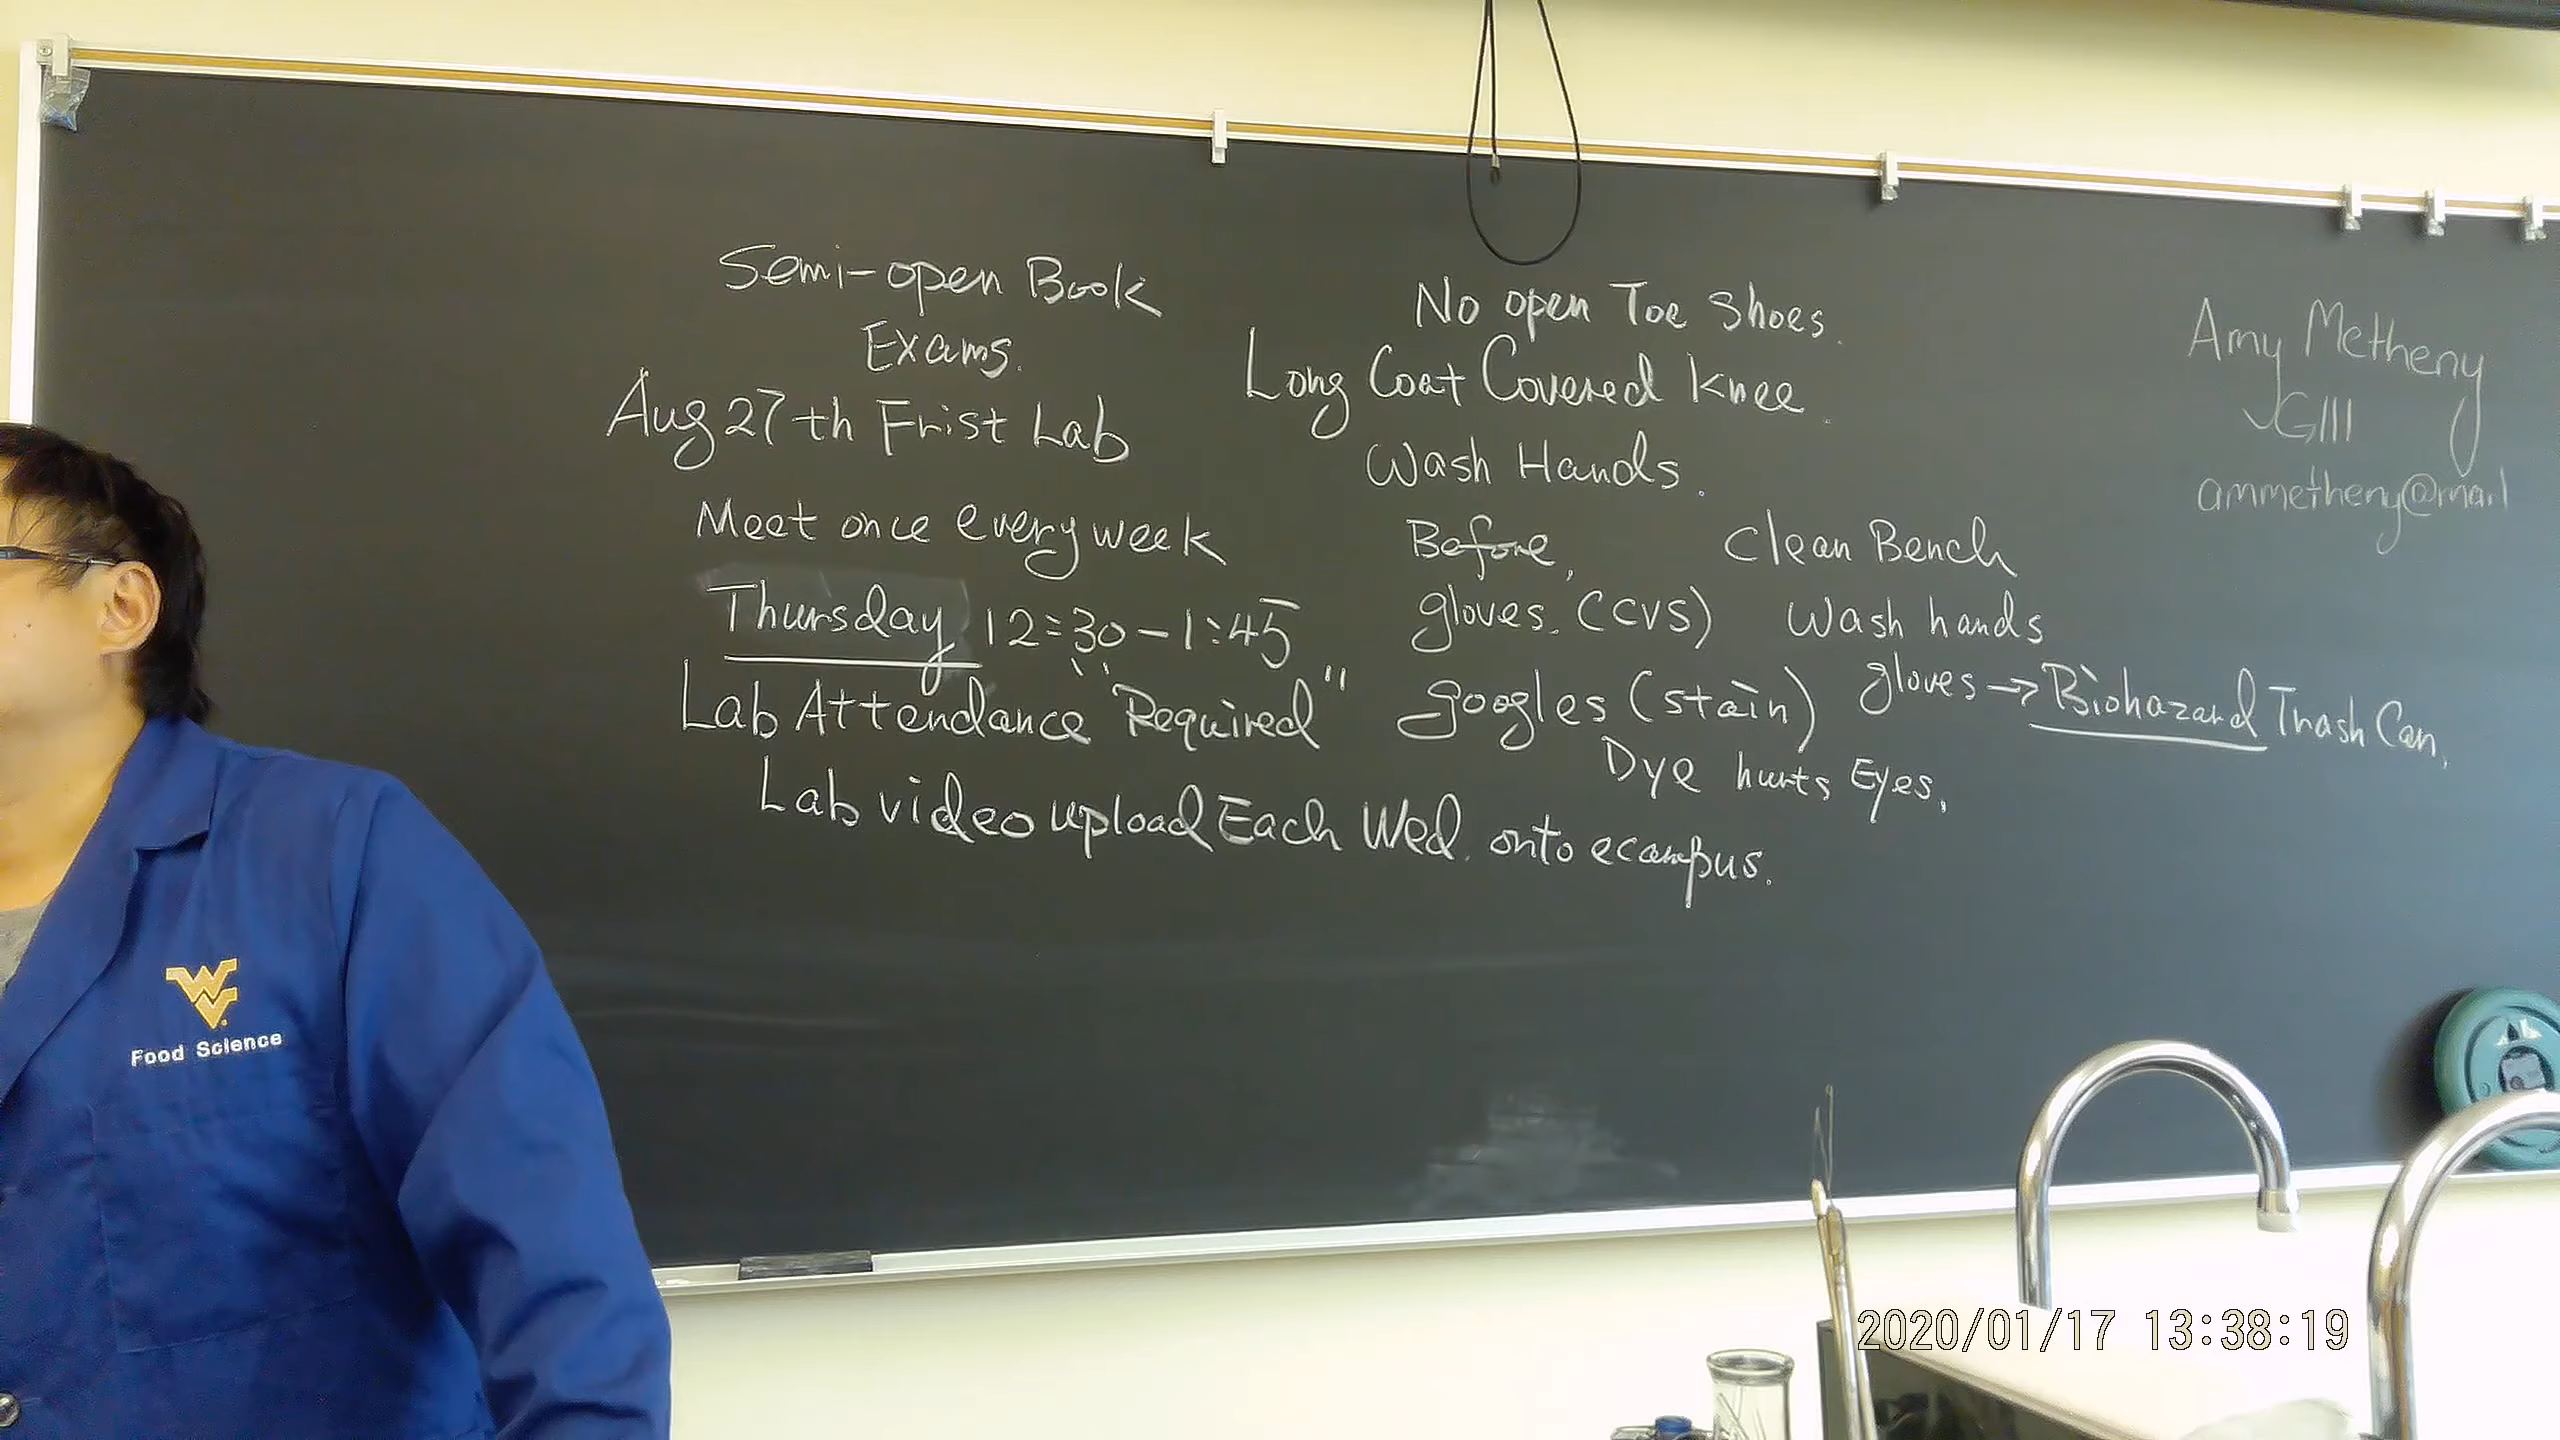 Semi-open Book
Exams.
Aug 27th Frist Lab
Meet once every week
Thursday 12:30-1:45
Lab Attendance "Required"
Lab video upload Each Wed. onto ecampus.
No open Toe Shoes.
Long Coat Covered Knee.
Wash Hands.
Before,
gloves. (CVS)
googles (stain)
Dye hurts Eyes,
Clean Bench
Wash hands
gloves → Biohazard Trash Can,
Amy Metheny
G111
ammetheny@mail
WV
Food Science
2020/01/17 13:38:19